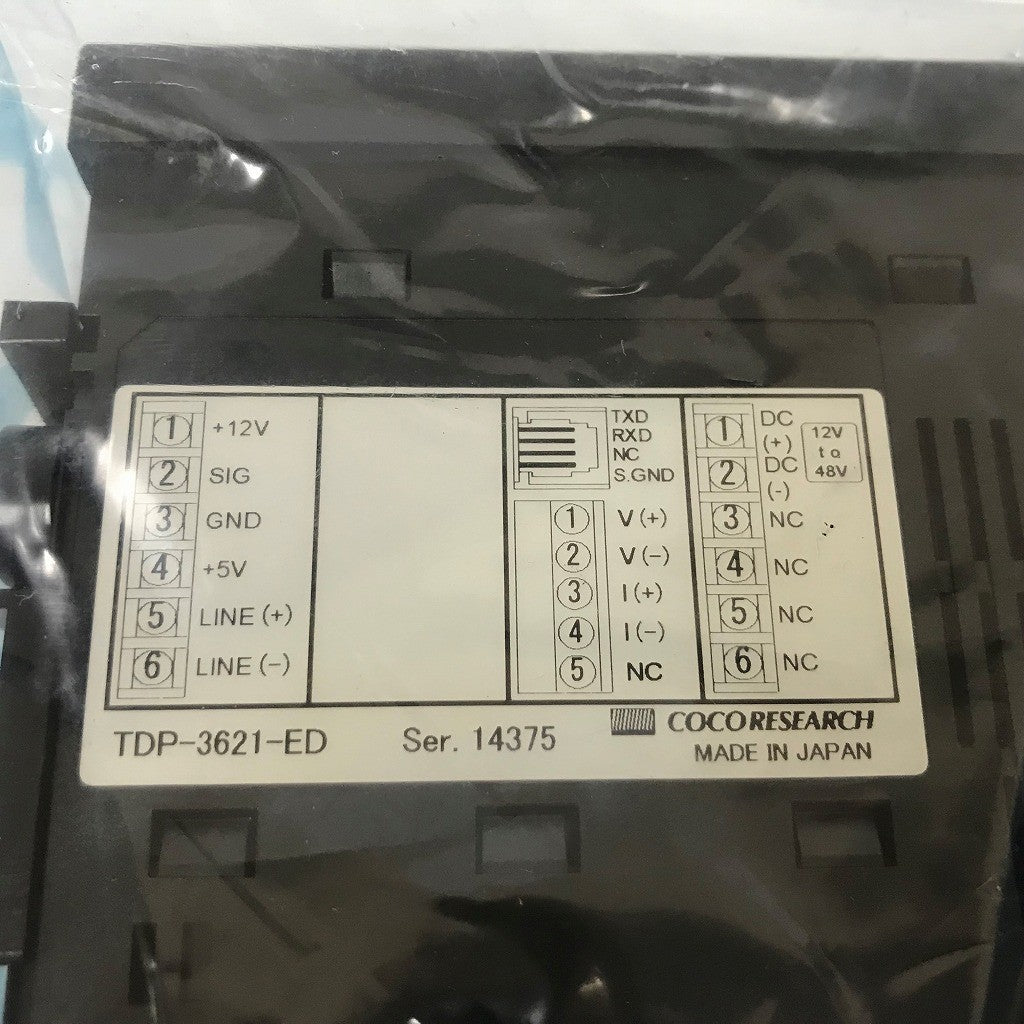 1 +12V
2 SIG
3 GND
4 +5V
5 LINE (+)
6 LINE (-)
TXD
RXD
NC
S.GND
1 V (+)
2 V (-)
3 I (+)
4 I (-)
5 NC
1 DC (+)
2 DC (-)
12V to 48V
3 NC
4 NC
5 NC
6 NC
TDP-3621-ED
Ser. 14375
COCORESEARCH
MADE IN JAPAN